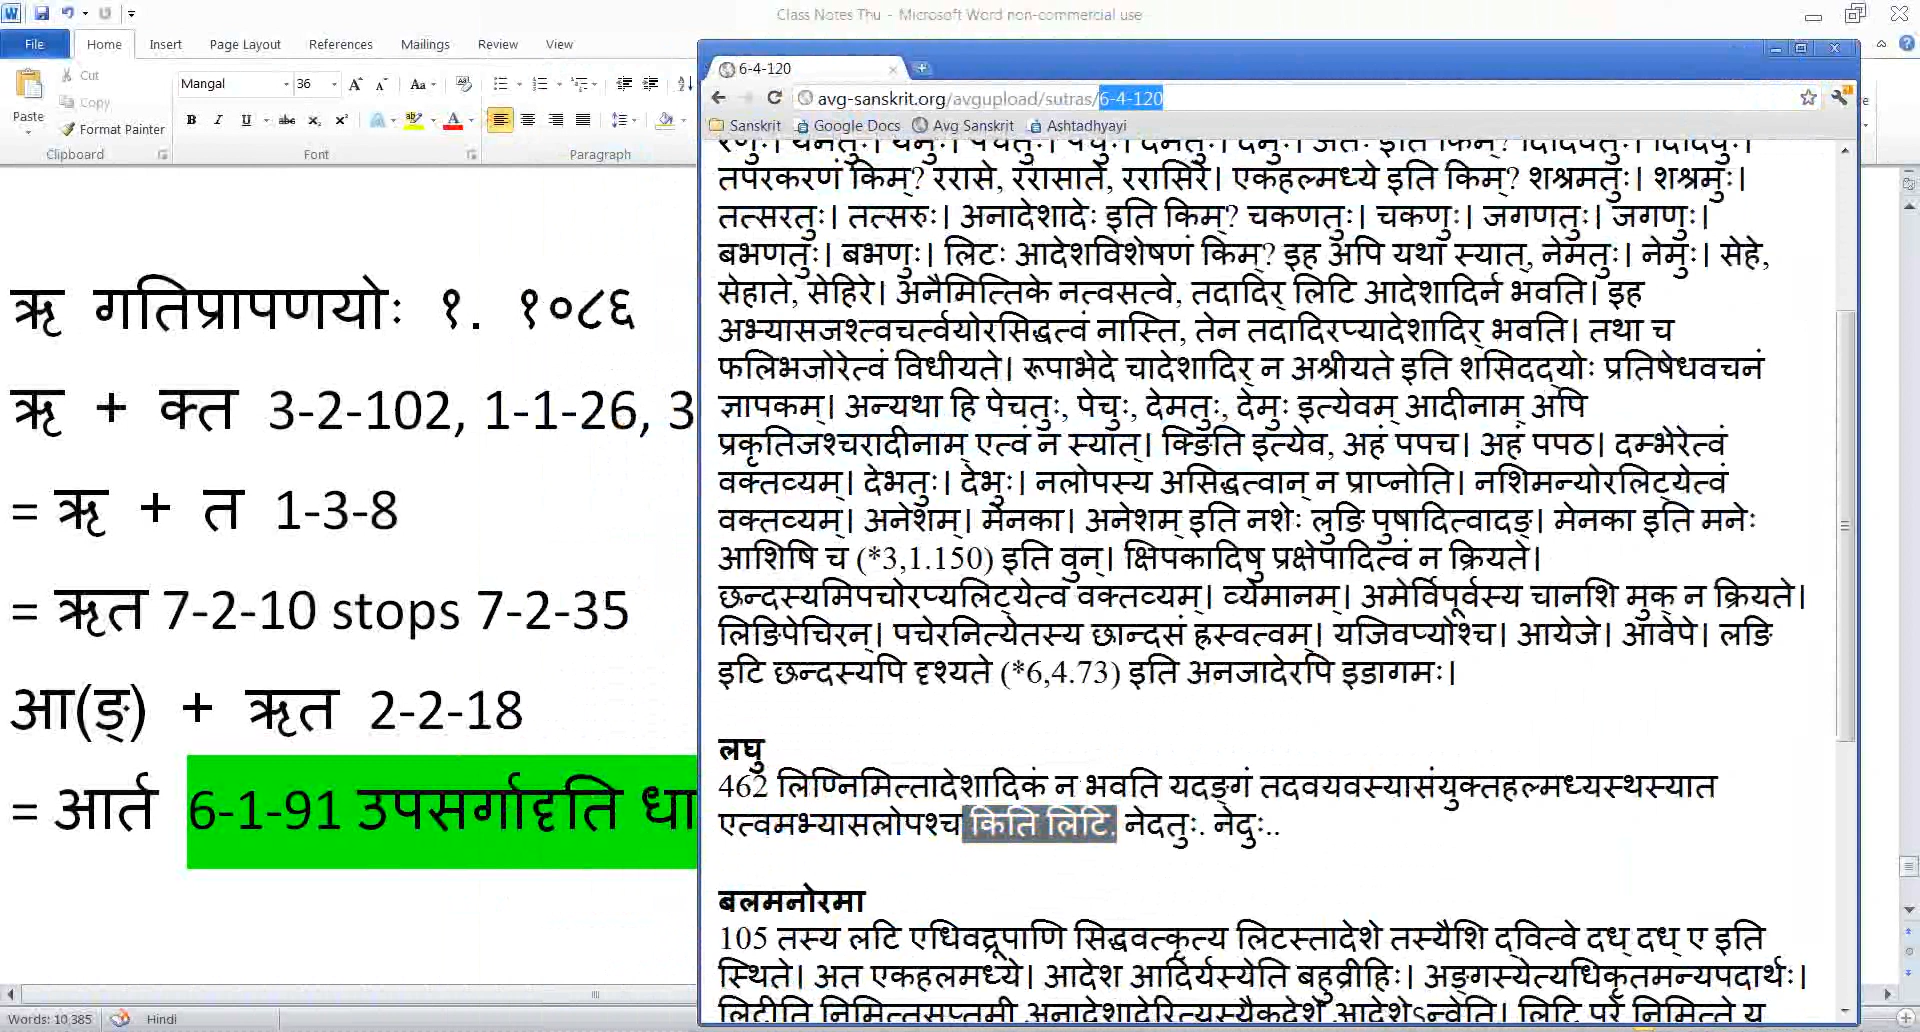 Class Notes Thu - Microsoft Word non-commercial use
File Home Insert Page Layout References Mailings Review View
Cut
Copy
Format Painter
Paste
Clipboard
Mangal 36
Font
Paragraph
ऋ गतिप्रापणयोः १. १०८६
ऋ + क्त 3-2-102, 1-1-26, 3
= ऋ + त 1-3-8
= ऋत 7-2-10 stops 7-2-35
आ(ङ्) + ऋत 2-2-18
= आर्त 6-1-91 उपसर्गादृति धा
Words: 10,385 Hindi
6-4-120
avg-sanskrit.org/avgupload/sutras/6-4-120
Sanskrit Google Docs Avg Sanskrit Ashtadhyayi
रेणुः। येमतुः। येमुः। पेचतुः। पेचुः। देमतुः। देमुः। अतः इति किम्? दिदिवतुः। दिदिवुः।
तपरकरणं किम्? ररासे, ररासाते, ररासिरे। एकहल्मध्ये इति किम्? शश्रमतुः। शश्रमुः।
तत्सरतुः। तत्सरुः। अनादेशादेः इति किम्? चकणतुः। चकणुः। जगणतुः। जगणुः।
बभणतुः। बभणुः। लिटः आदेशविशेषणं किम्? इह अपि यथा स्यात्, नेमतुः। नेमुः। सेहे,
सेहाते, सेहिरे। अनैमित्तिके नत्वसत्वे, तदादिर् लिटि आदेशादिर्न भवति। इह
अभ्यासजश्त्वचर्त्वयोरसिद्धत्वं नास्ति, तेन तदादिरप्यादेशादिर् भवति। तथा च
फलिभजोरेत्वं विधीयते। रूपाभेदे चादेशादिर् न अश्रीयते इति शसिदद्योः प्रतिषेधवचनं
ज्ञापकम्। अन्यथा हि पेचतुः, पेचुः, देमतुः, देमुः इत्येवम् आदीनाम् अपि
प्रकृतिजश्चरादीनाम् एत्वं न स्यात्। क्ङिति इत्येव, अहं पपच। अहं पपठ। दम्भेरेत्वं
वक्तव्यम्। देभतुः। देभुः। नलोपस्य असिद्धत्वान् न प्राप्नोति। नशिमन्योरलिट्येत्वं
वक्तव्यम्। अनेशम्। मेनका। अनेशम् इति नशेः लुङि पुषादित्वादङ्। मेनका इति मनेः
आशिषि च (*3,1.150) इति वुन्। क्षिपकादिषु प्रक्षेपादित्वं न क्रियते।
छन्दस्यमिपचोरप्यलिट्येत्वं वक्तव्यम्। व्येमानम्। अमेर्विपूर्वस्य चानशि मुक् न क्रियते।
लिङिपेचिरन्। पचेरनित्येतस्य छान्दसं ह्रस्वत्वम्। यजिवप्योश्च। आयेजे। आवेपे। लङि
इटि छन्दस्यपि दृश्यते (*6,4.73) इति अनजादेरपि इडागमः।
लघु
462 लिण्निमित्तादेशादिकं न भवति यदङ्गं तदवयवस्यासंयुक्तहल्मध्यस्थस्यात
एत्वमभ्यासलोपश्च किति लिटि. नेदतुः. नेदुः..
बलमनोरमा
105 तस्य लटि एधिवद्रूपाणि सिद्धवत्कृत्य लिटस्तादेशे तस्यैशि द्वित्वे दध् दध् ए इति
स्थिते। अत एकहलमध्ये। आदेश आदिर्यस्येति बहुव्रीहिः। अङ्गस्येत्यधिकृतमन्यपदार्थः।
लिटीति निमित्तसप्तमी अनादेशादेरित्यस्यैकदेशे आदेशेऽन्वेति। लिटि परे निमित्ते य